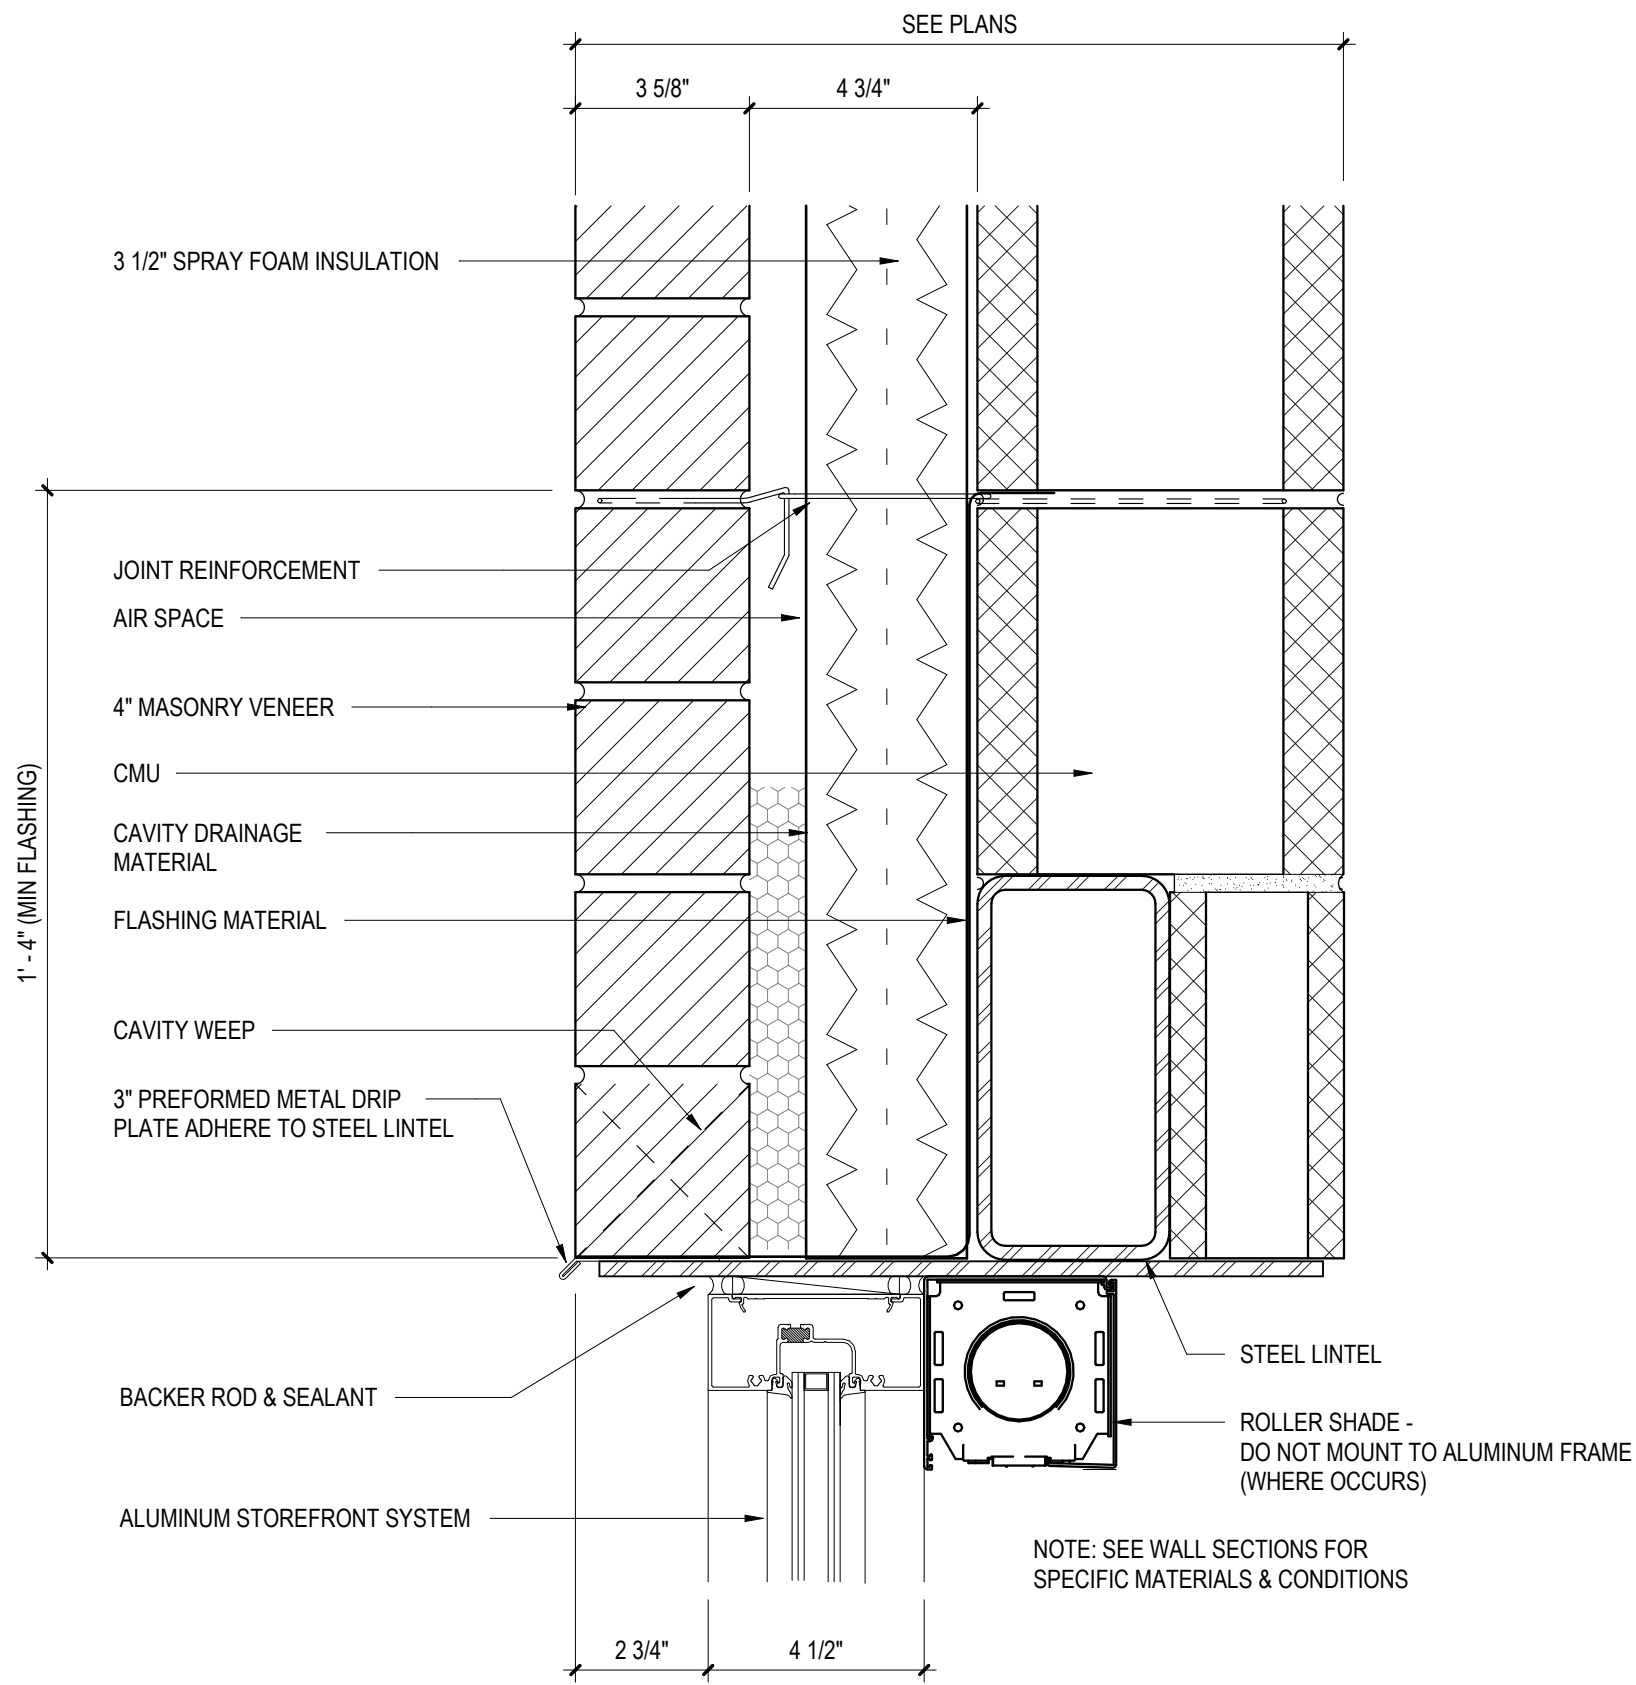 SEE PLANS
3 5/8"
4 3/4"
3 1/2" SPRAY FOAM INSULATION
JOINT REINFORCEMENT
AIR SPACE
4" MASONRY VENEER
CMU
CAVITY DRAINAGE
MATERIAL
FLASHING MATERIAL
CAVITY WEEP
3" PREFORMED METAL DRIP
PLATE ADHERE TO STEEL LINTEL
1' - 4" (MIN FLASHING)
BACKER ROD & SEALANT
ALUMINUM STOREFRONT SYSTEM
STEEL LINTEL
ROLLER SHADE -
DO NOT MOUNT TO ALUMINUM FRAME
(WHERE OCCURS)
NOTE: SEE WALL SECTIONS FOR
SPECIFIC MATERIALS & CONDITIONS
2 3/4"
4 1/2"